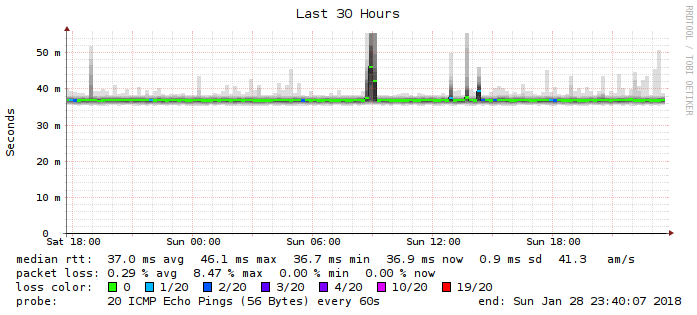 Last 30 Hours
RRDTOOL / TOBI OETIKER
Seconds
50 m
40 m
30 m
20 m
10 m
0
Sat 18:00 Sun 00:00 Sun 06:00 Sun 12:00 Sun 18:00
median rtt: 37.0 ms avg 46.1 ms max 36.7 ms min 36.9 ms now 0.9 ms sd 41.3 am/s
packet loss: 0.29 % avg 8.47 % max 0.00 % min 0.00 % now
loss color: 0 1/20 2/20 3/20 4/20 10/20 19/20
probe: 20 ICMP Echo Pings (56 Bytes) every 60s end: Sun Jan 28 23:40:07 2018